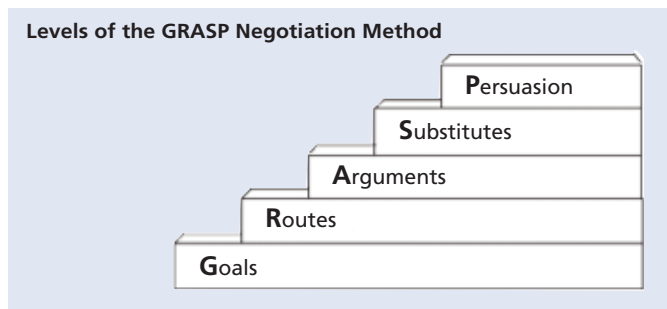 Levels of the GRASP Negotiation Method
Persuasion
Substitutes
Arguments
Routes
Goals